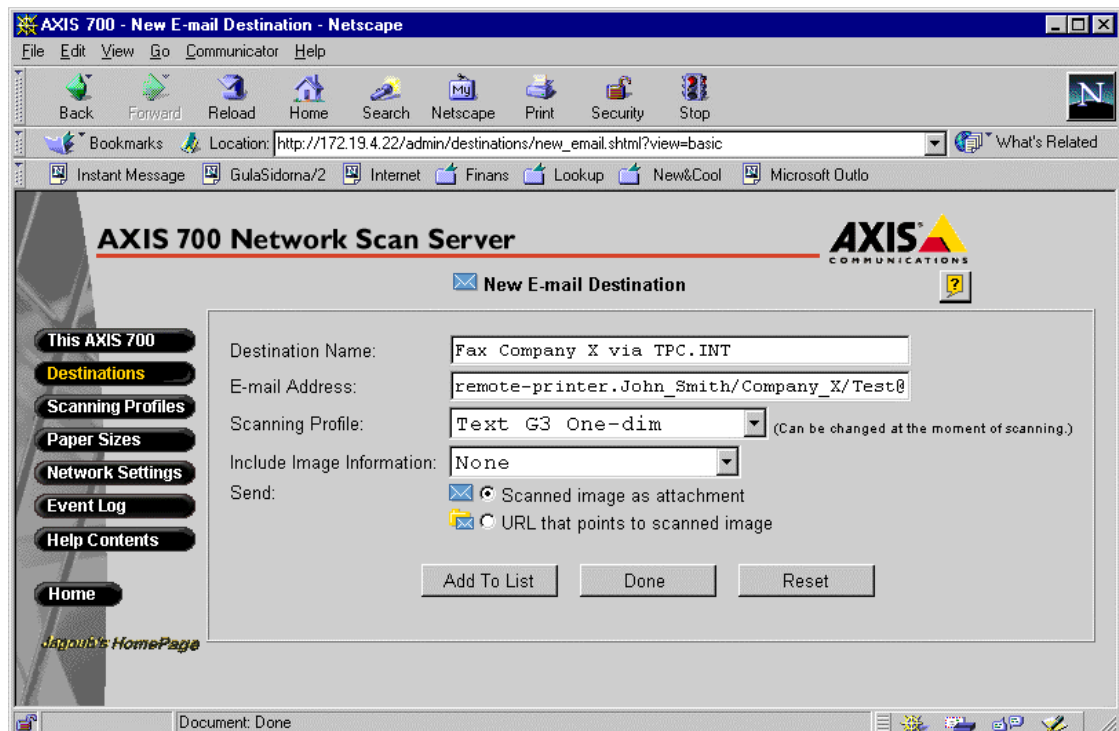 AXIS 700 - New E-mail Destination - Netscape
File Edit View Go Communicator Help
My
Back Forward Reload Home Search Netscape Print Security Stop
N
Bookmarks Location: http://172.19.4.22/admin/destinations/new_email.shtml?view=basic What's Related
Instant Message GulaSidorna/2 Internet Finans Lookup New&Cool Microsoft Outlo
AXIS 700 Network Scan Server
AXIS
COMMUNICATIONS
New E-mail Destination
?
This AXIS 700
Destinations
Scanning Profiles
Paper Sizes
Network Settings
Event Log
Help Contents
Home
HomePage
Destination Name: Fax Company X via TPC.INT
E-mail Address: remote-printer.John_Smith/Company_X/Test@
Scanning Profile: Text G3 One-dim (Can be changed at the moment of scanning.)
Include Image Information: None
Send: Scanned image as attachment
URL that points to scanned image
Add To List Done Reset
Document: Done